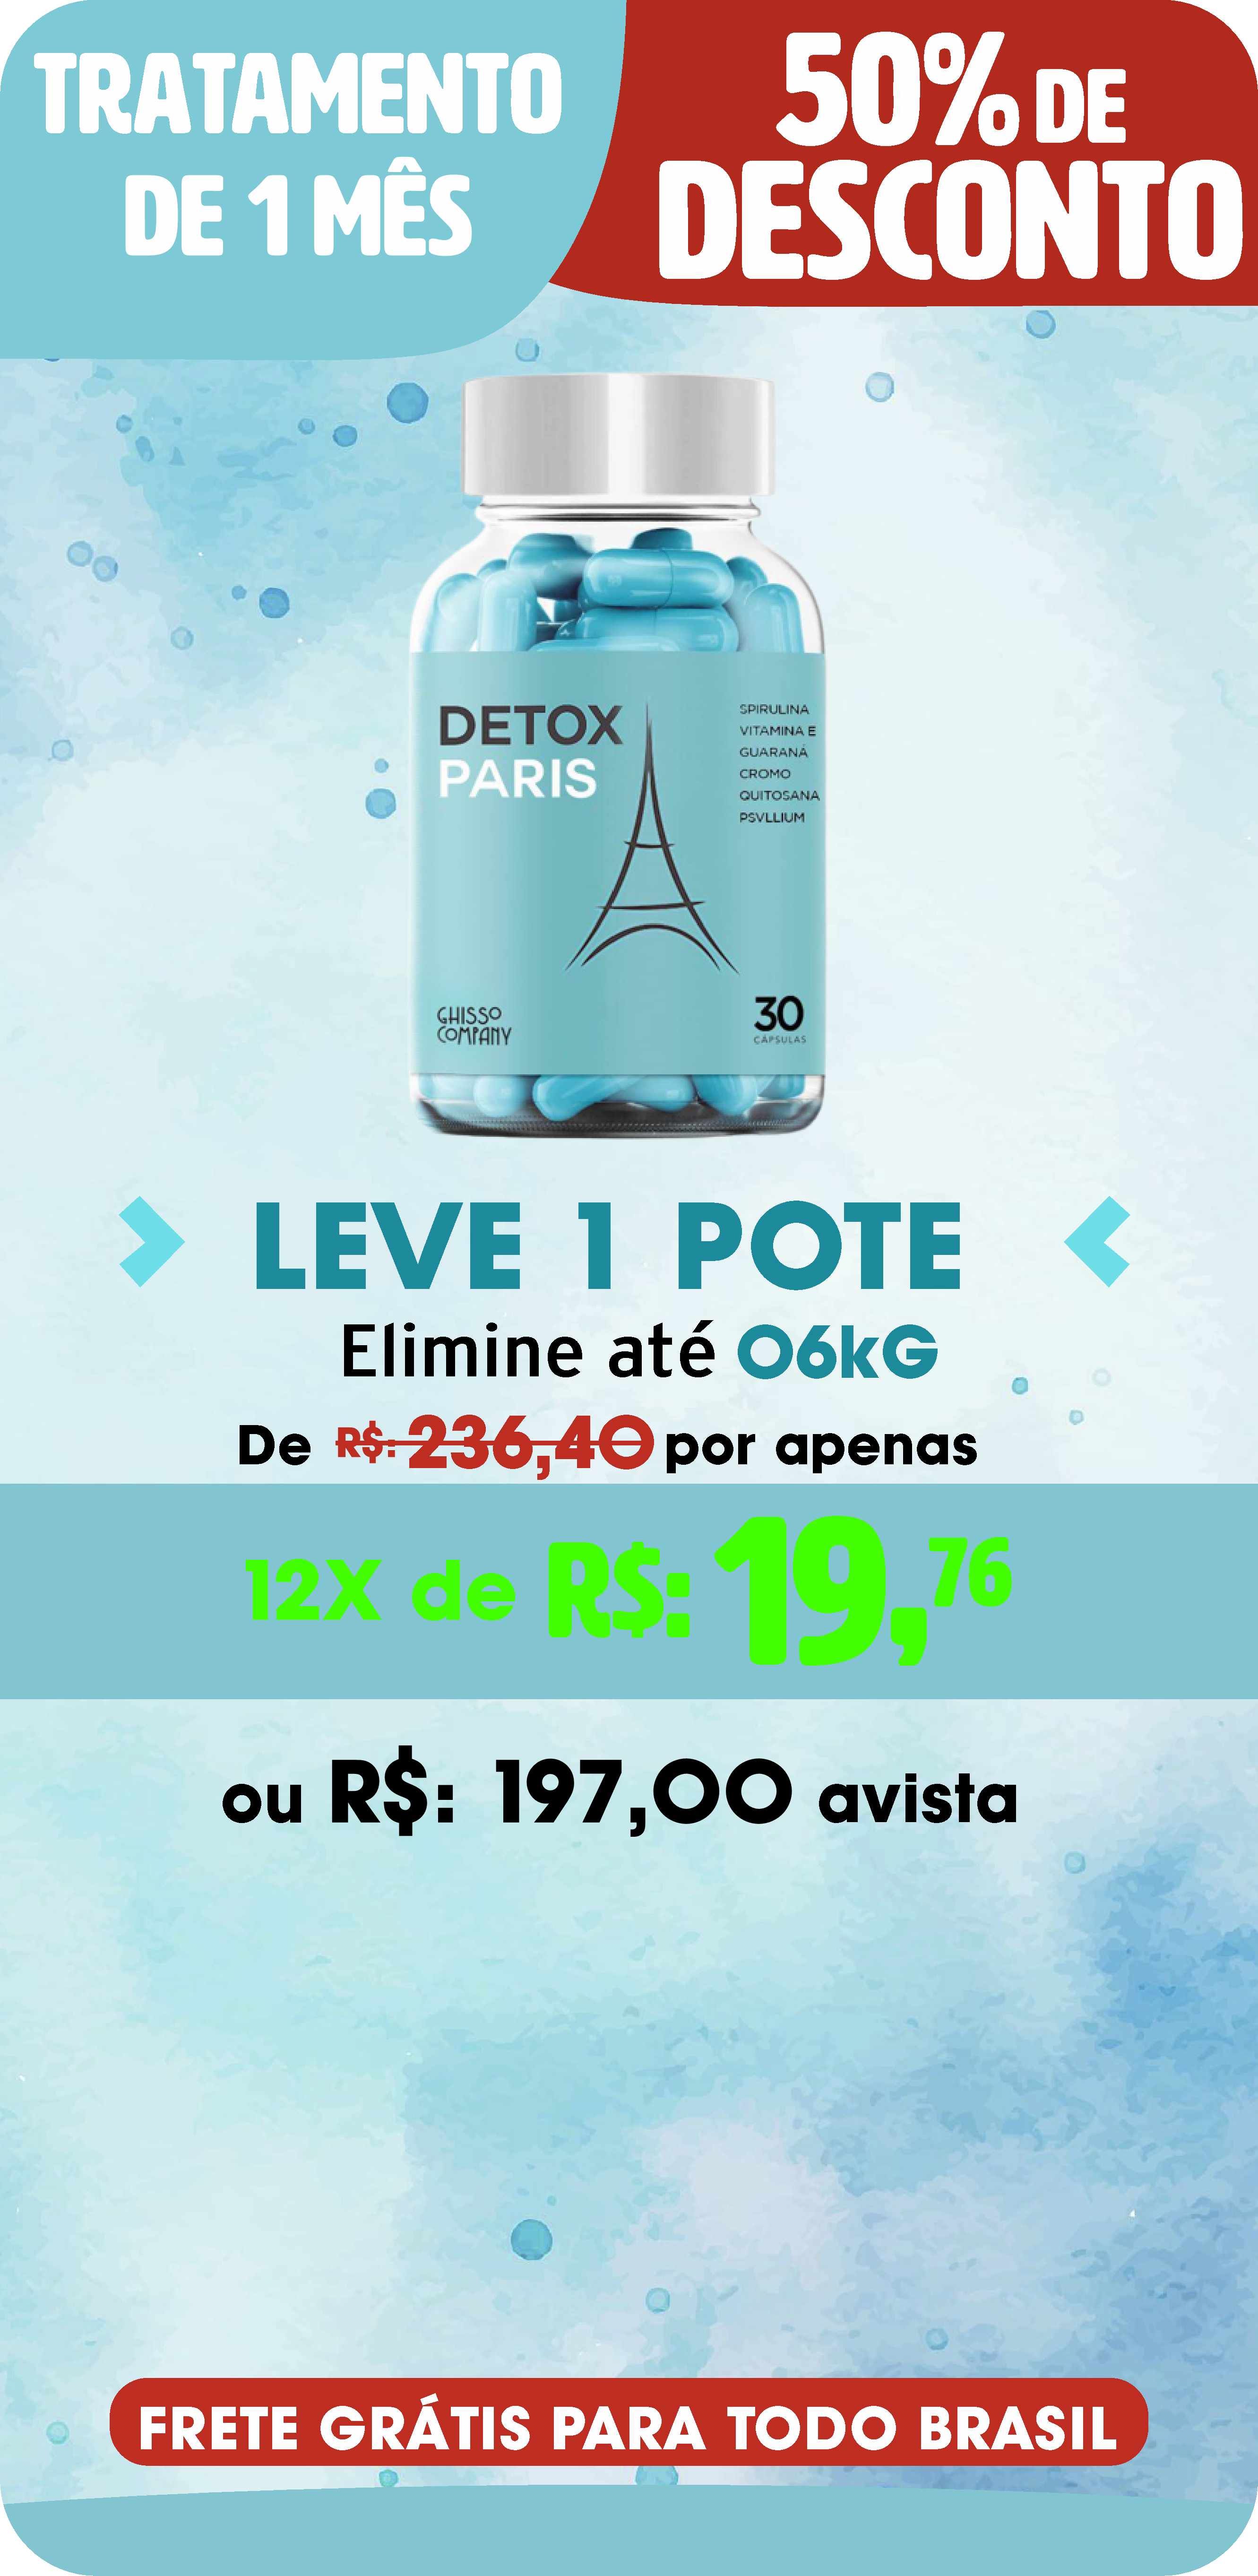 TRATAMENTO
DE 1 MÊS
50% DE
DESCONTO
DETOX
PARIS
SPIRULINA
VITAMINA E
GUARANÁ
CROMO
QUITOSANA
PSVLLIUM
GHISSO
COMPANY
30
CÁPSULAS
LEVE 1 POTE
Elimine até 06kG
De R$: 236,40 por apenas
12X de R$: 19,76
ou R$: 197,00 avista
FRETE GRÁTIS PARA TODO BRASIL